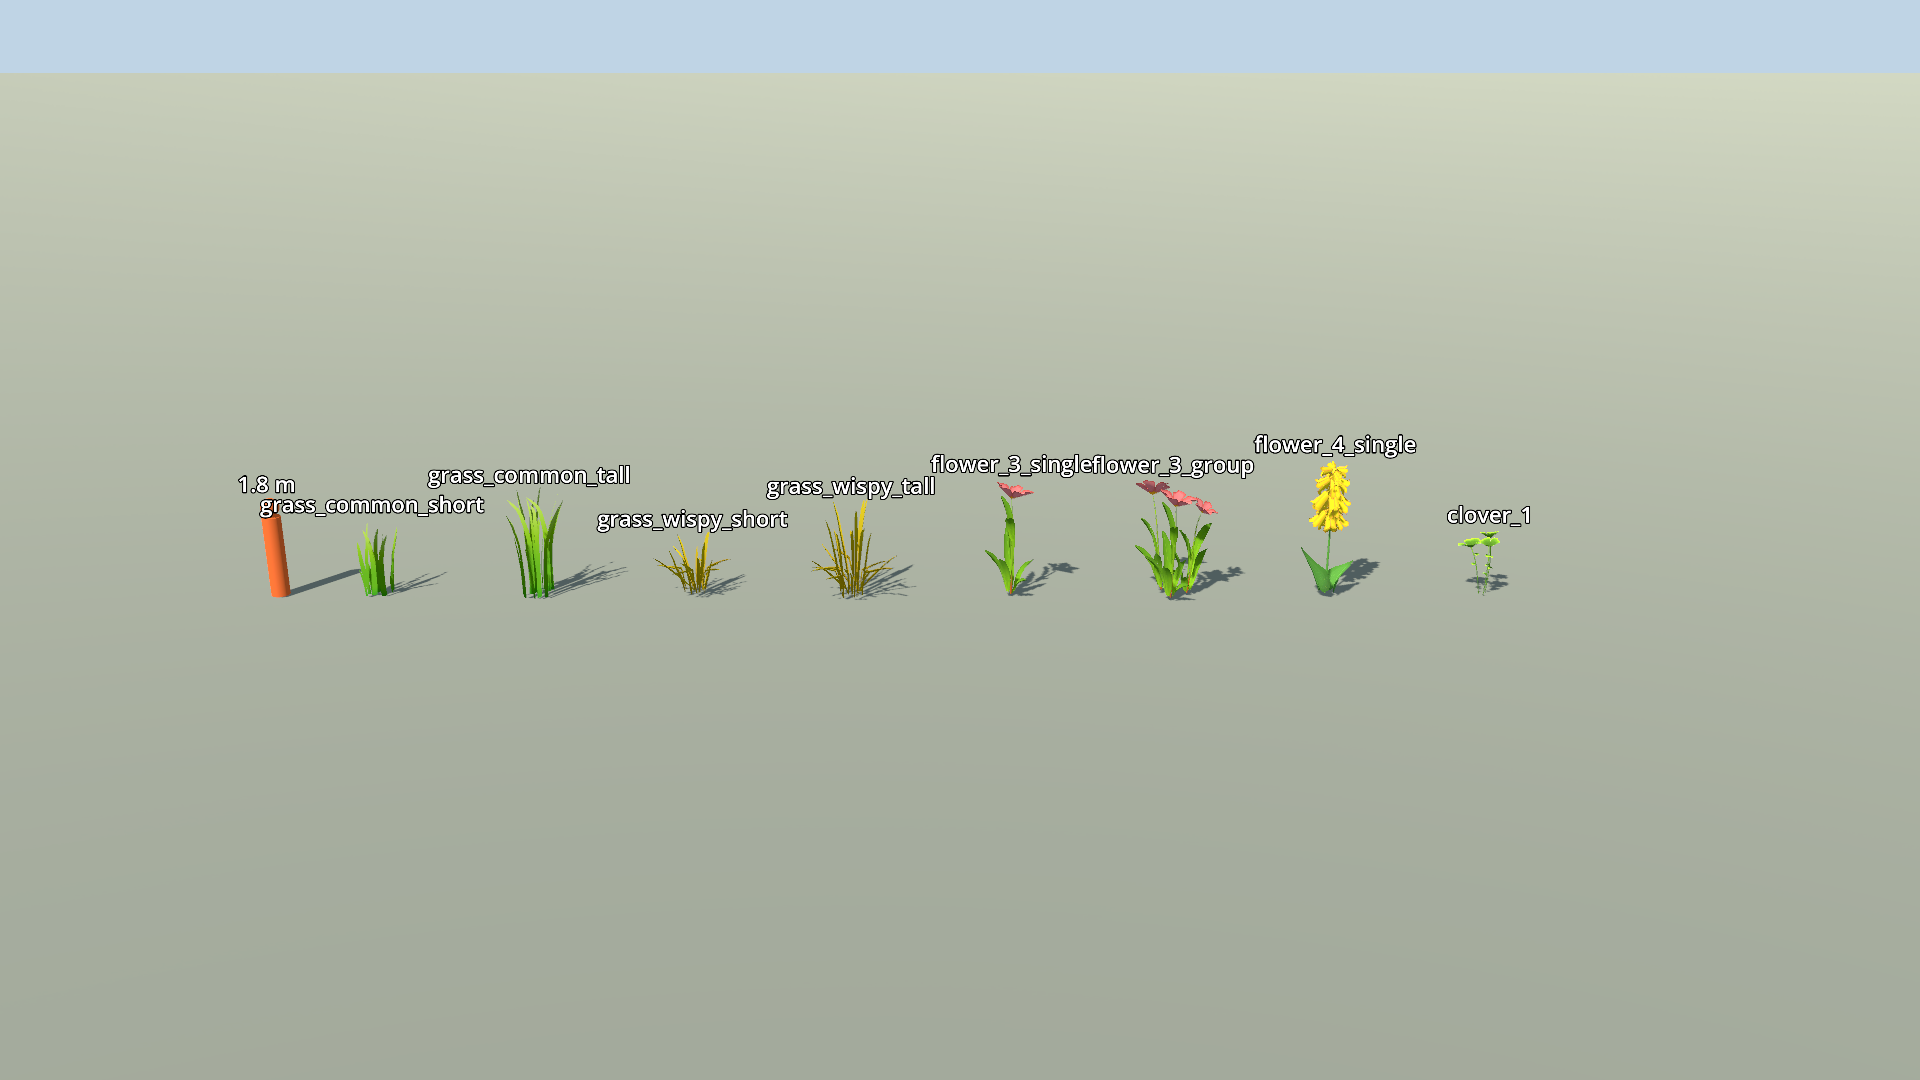 1.8 m
grass_common_short
grass_common_tall
grass_wispy_short
grass_wispy_tall
flower_3_single
flower_3_group
flower_4_single
clover_1